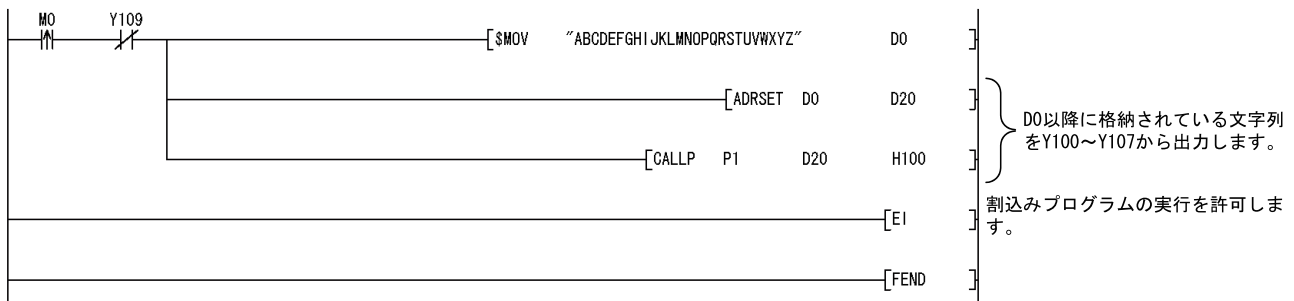 M0 Y109
[$MOV "ABCDEFGHIJKLMNOPQRSTUVWXYZ" D0 ]
[ADRSET D0 D20 ]
[CALLP P1 D20 H100 ]
D0以降に格納されている文字列
をY100～Y107から出力します。
[EI ]
割込みプログラムの実行を許可しま
す。
[FEND ]